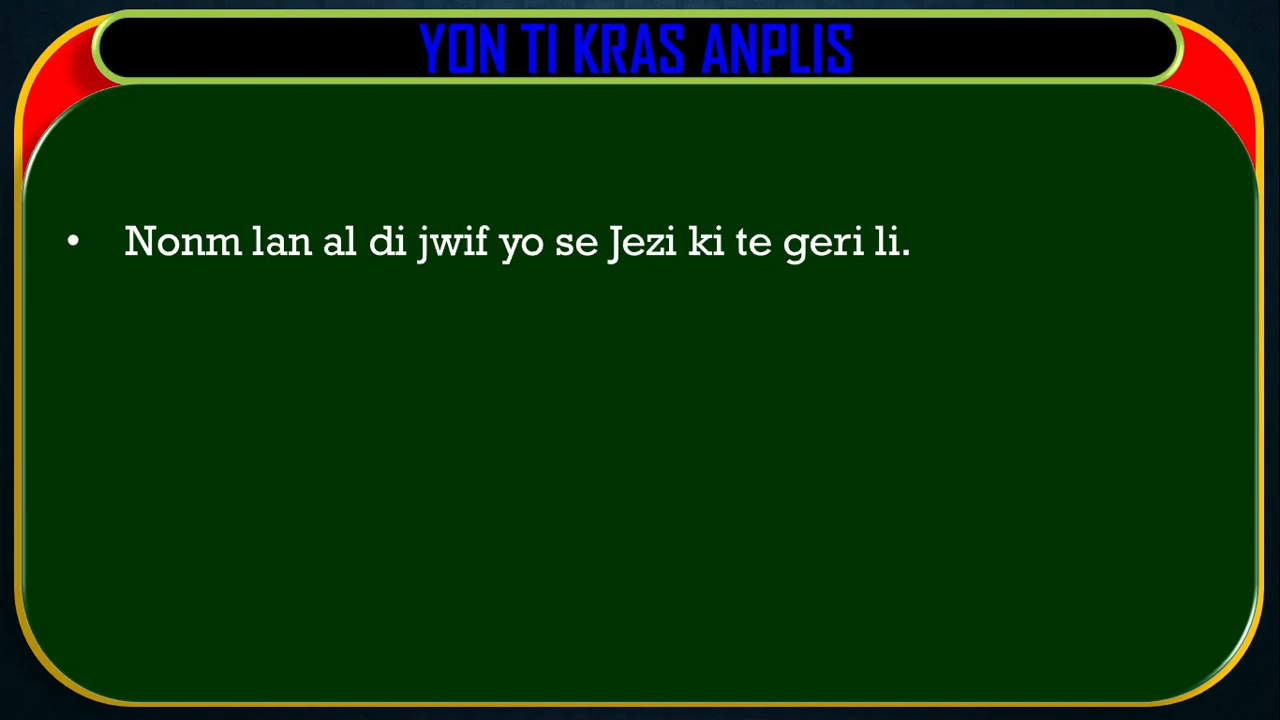 YON TI KRAS ANPLIS
• Nonm lan al di jwif yo se Jezi ki te geri li.